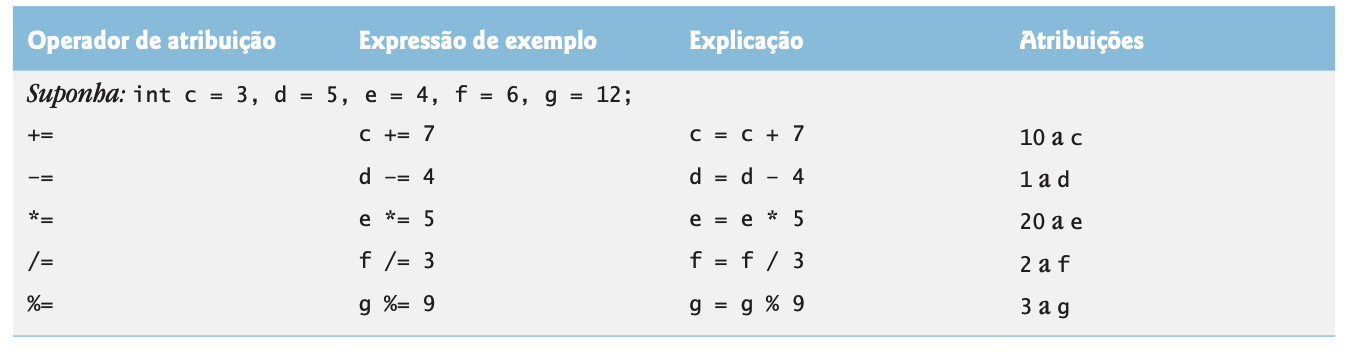 Operador de atribuição Expressão de exemplo Explicação Atribuições
Suponha: int c = 3, d = 5, e = 4, f = 6, g = 12;
+= c += 7 c = c + 7 10 a c
-= d -= 4 d = d - 4 1 a d
*= e *= 5 e = e * 5 20 a e
/= f /= 3 f = f / 3 2 a f
%= g %= 9 g = g % 9 3 a g